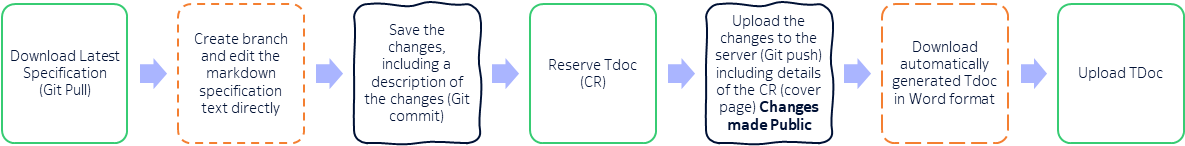 Download Latest
Specification
(Git Pull)
Create branch
and edit the
markdown
specification
text directly
Save the
changes,
including a
description of
the changes (Git
commit)
Reserve Tdoc
(CR)
Upload the
changes to the
server (Git push)
including details
of the CR (cover
page) Changes
made Public
Download
automatically
generated Tdoc
in Word format
Upload TDoc